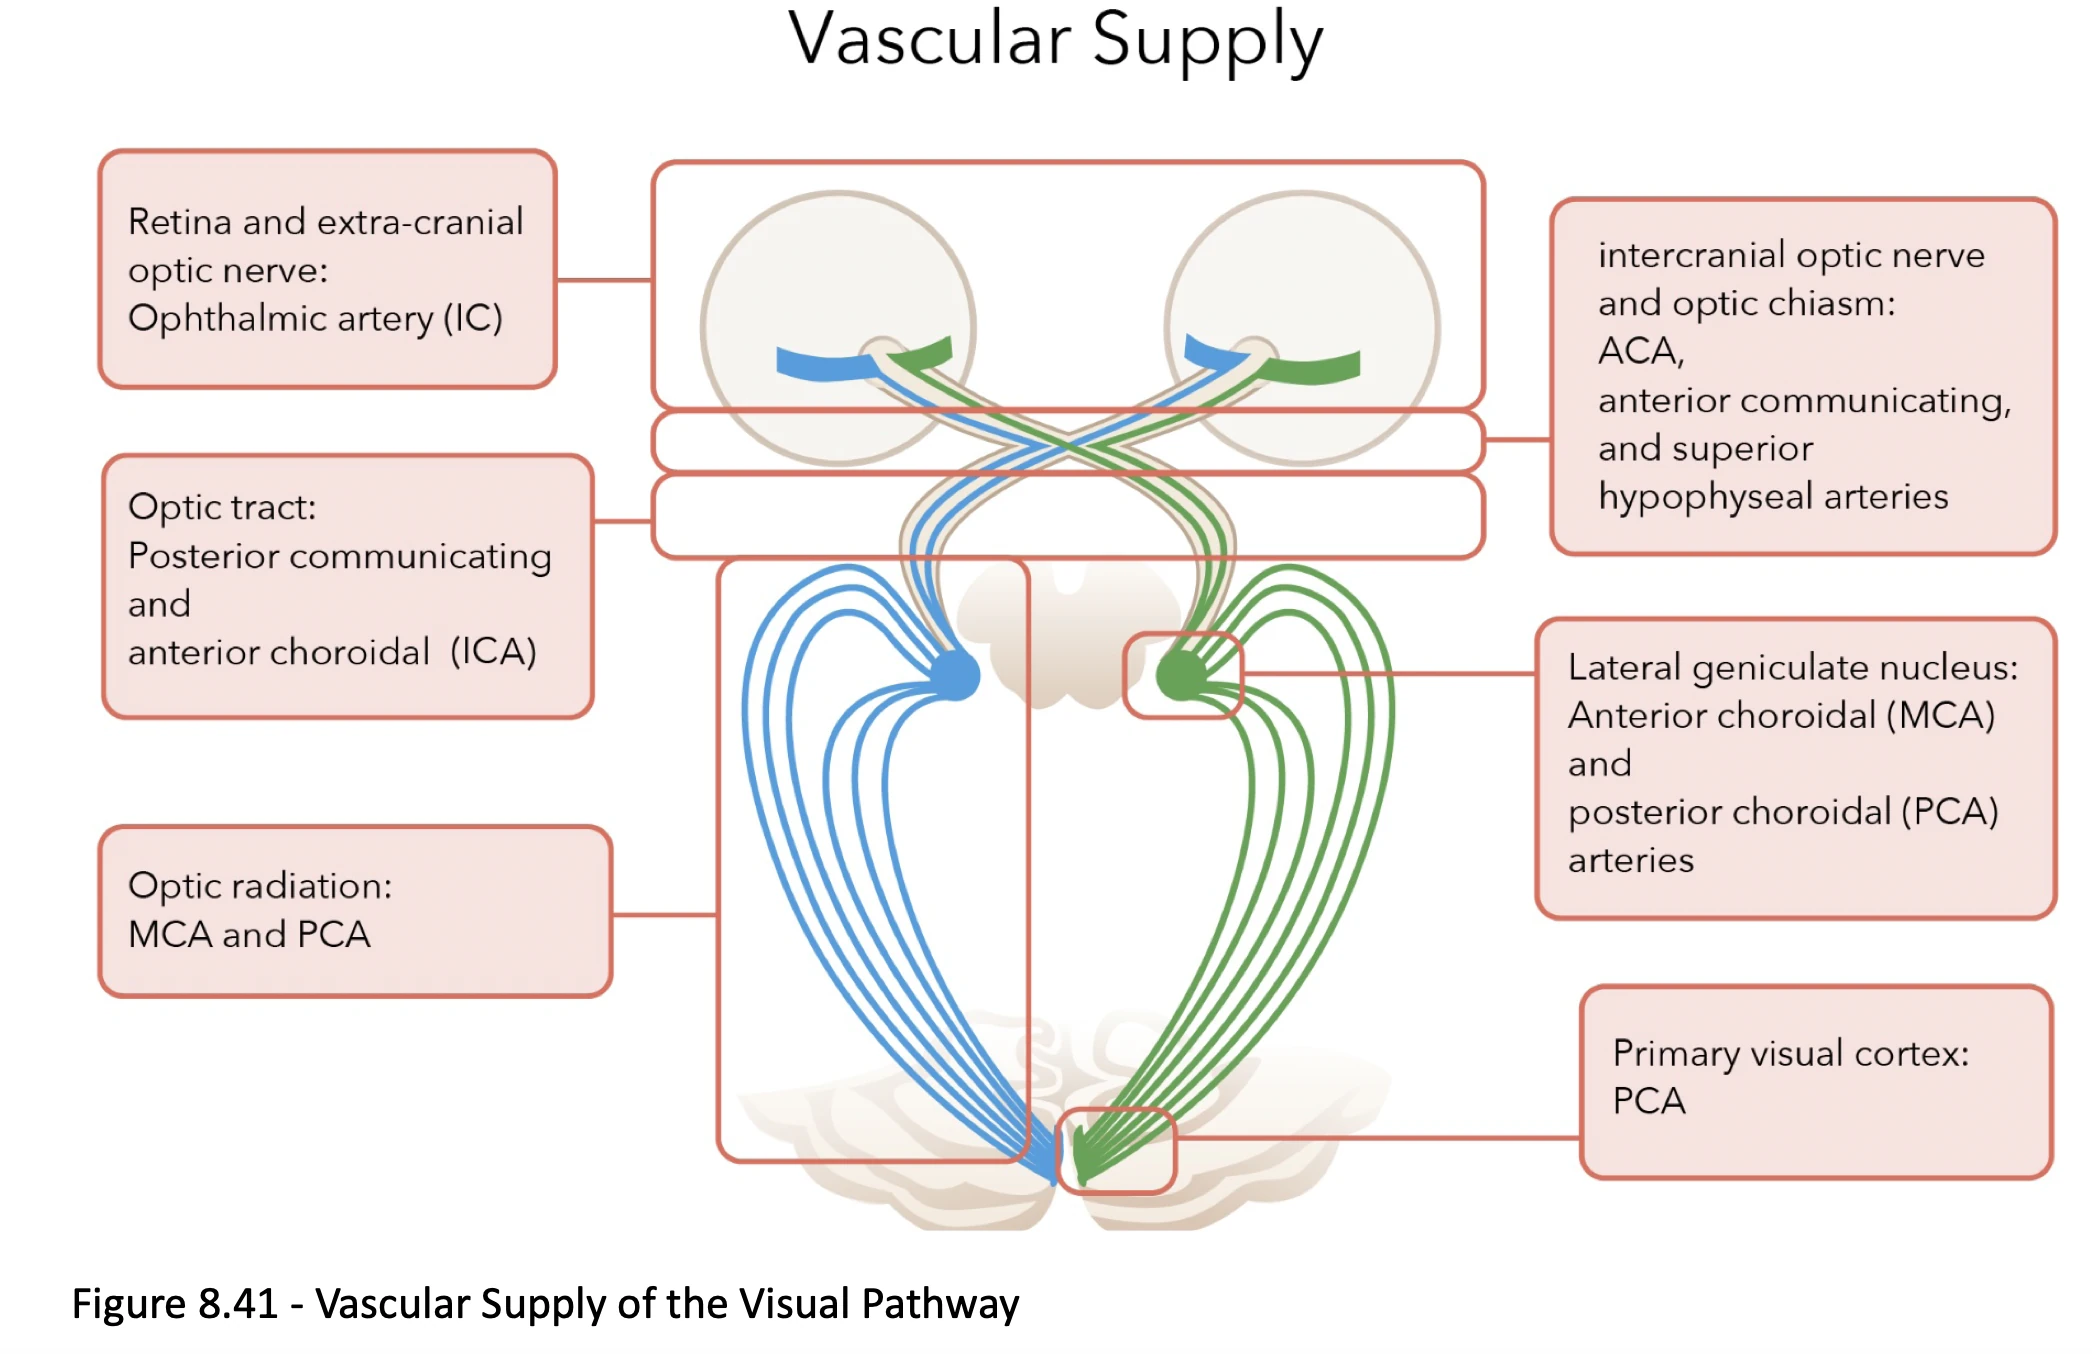 Vascular Supply
Retina and extra-cranial
optic nerve:
Ophthalmic artery (IC)
intercranial optic nerve
and optic chiasm:
ACA,
anterior communicating,
and superior
hypophyseal arteries
Optic tract:
Posterior communicating
and
anterior choroidal (ICA)
Lateral geniculate nucleus:
Anterior choroidal (MCA)
and
posterior choroidal (PCA)
arteries
Optic radiation:
MCA and PCA
Primary visual cortex:
PCA
Figure 8.41 - Vascular Supply of the Visual Pathway